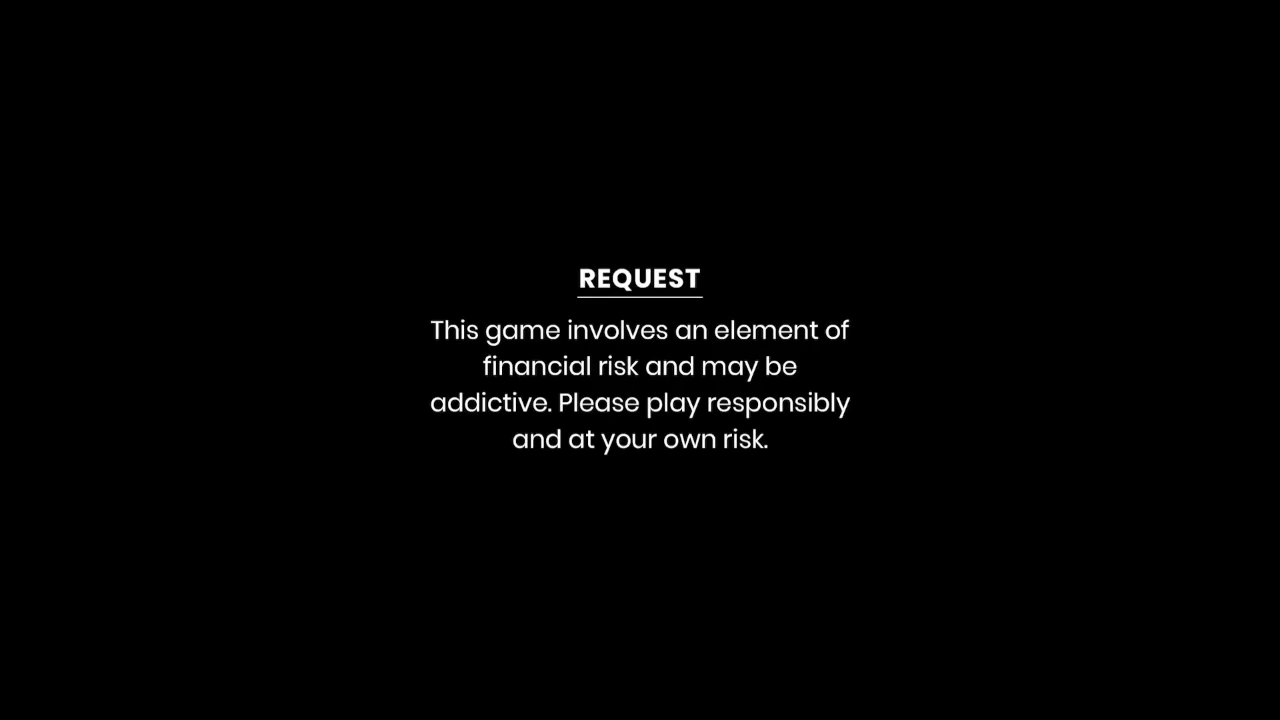 REQUEST
This game involves an element of
financial risk and may be
addictive. Please play responsibly
and at your own risk.